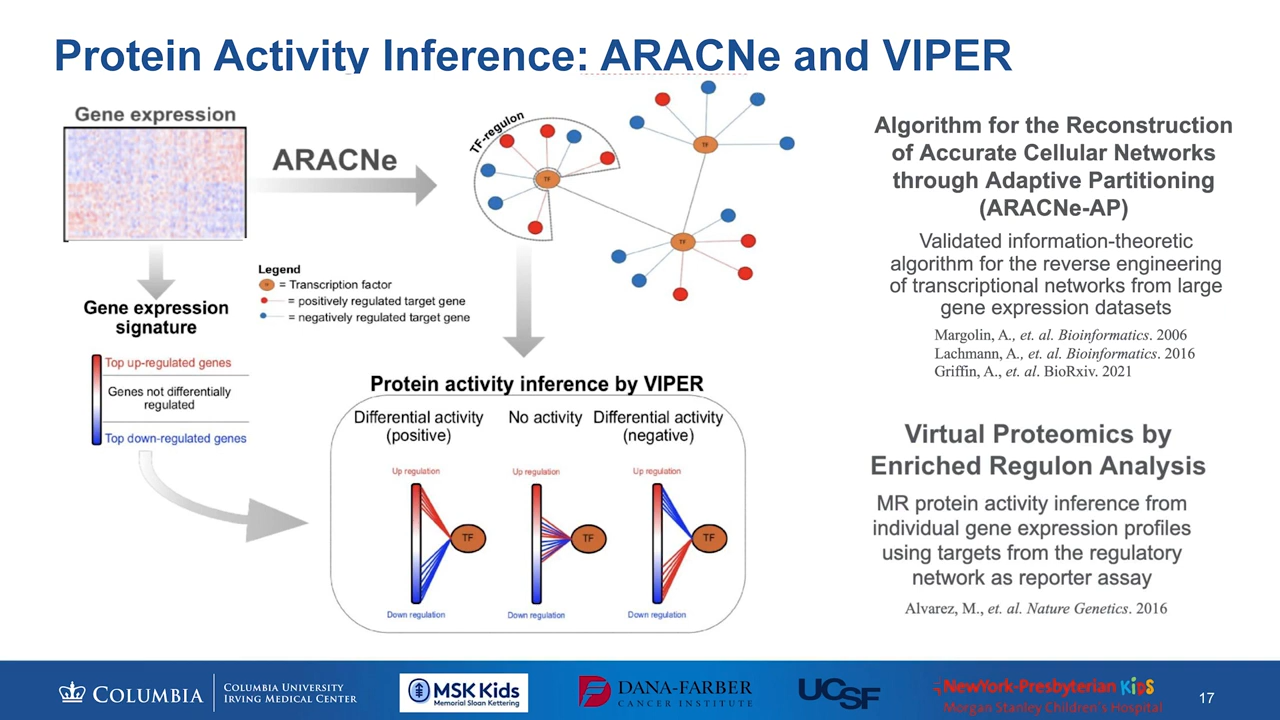 Protein Activity Inference: ARACNe and VIPER
Gene expression
ARACNe
TF-regulon
TF
TF
TF
Legend
= Transcription factor
= positively regulated target gene
= negatively regulated target gene
Gene expression
signature
Top up-regulated genes
Genes not differentially
regulated
Top down-regulated genes
Protein activity inference by VIPER
Differential activity
(positive)
No activity
Differential activity
(negative)
Up regulation
Up regulation
Up regulation
TF
TF
TF
Down regulation
Down regulation
Down regulation
Algorithm for the Reconstruction
of Accurate Cellular Networks
through Adaptive Partitioning
(ARACNe-AP)
Validated information-theoretic
algorithm for the reverse engineering
of transcriptional networks from large
gene expression datasets
Margolin, A., et. al. Bioinformatics. 2006
Lachmann, A., et. al. Bioinformatics. 2016
Griffin, A., et. al. BioRxiv. 2021
Virtual Proteomics by
Enriched Regulon Analysis
MR protein activity inference from
individual gene expression profiles
using targets from the regulatory
network as reporter assay
Alvarez, M., et. al. Nature Genetics. 2016
COLUMBIA
COLUMBIA UNIVERSITY
IRVING MEDICAL CENTER
MSK Kids
Memorial Sloan Kettering
DANA-FARBER
CANCER INSTITUTE
UCSF
NewYork-Presbyterian KiDS
Morgan Stanley Children's Hospital
17